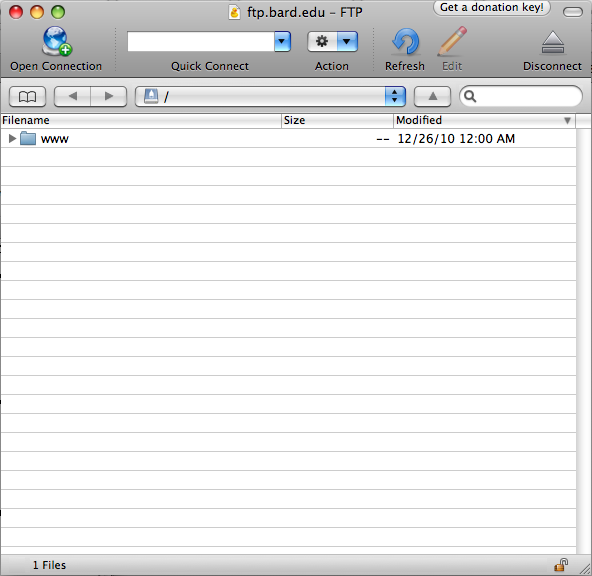 ftp.bard.edu – FTP
Get a donation key!
Open Connection
Quick Connect
Action
Refresh
Edit
Disconnect
/
Filename Size Modified
www -- 12/26/10 12:00 AM
1 Files